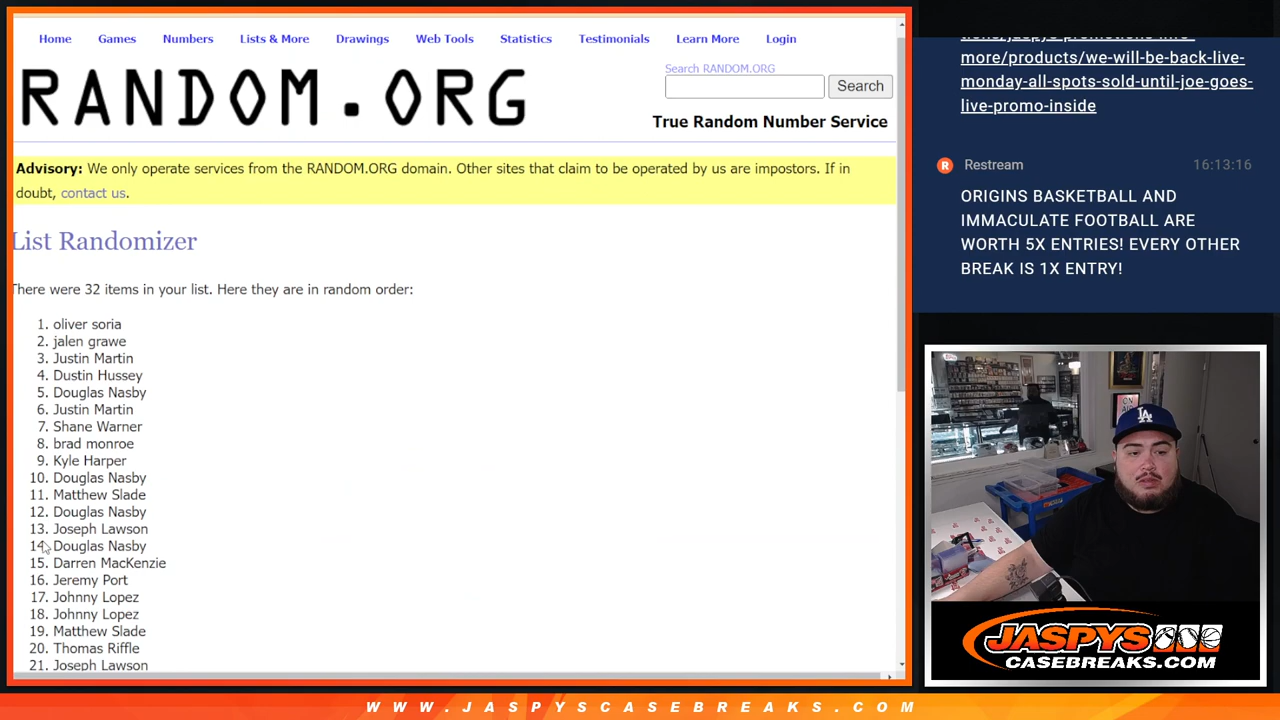 Home Games Numbers Lists & More Drawings Web Tools Statistics Testimonials Learn More Login
RANDOM.ORG
Search RANDOM.ORG
Search
True Random Number Service
Advisory: We only operate services from the RANDOM.ORG domain. Other sites that claim to be operated by us are impostors. If in
doubt, contact us.
List Randomizer
There were 32 items in your list. Here they are in random order:
1. oliver soria
2. jalen grawe
3. Justin Martin
4. Dustin Hussey
5. Douglas Nasby
6. Justin Martin
7. Shane Warner
8. brad monroe
9. Kyle Harper
10. Douglas Nasby
11. Matthew Slade
12. Douglas Nasby
13. Joseph Lawson
14. Douglas Nasby
15. Darren MacKenzie
16. Jeremy Port
17. Johnny Lopez
18. Johnny Lopez
19. Matthew Slade
20. Thomas Riffle
21. Joseph Lawson
more/products/we-will-be-back-live-
monday-all-spots-sold-until-joe-goes-
live-promo-inside
R Restream 16:13:16
ORIGINS BASKETBALL AND
IMMACULATE FOOTBALL ARE
WORTH 5X ENTRIES! EVERY OTHER
BREAK IS 1X ENTRY!
ON
AIR
LA
JASPYS
CASEBREAKS.COM
WWW.JASPYSCASEBREAKS.COM